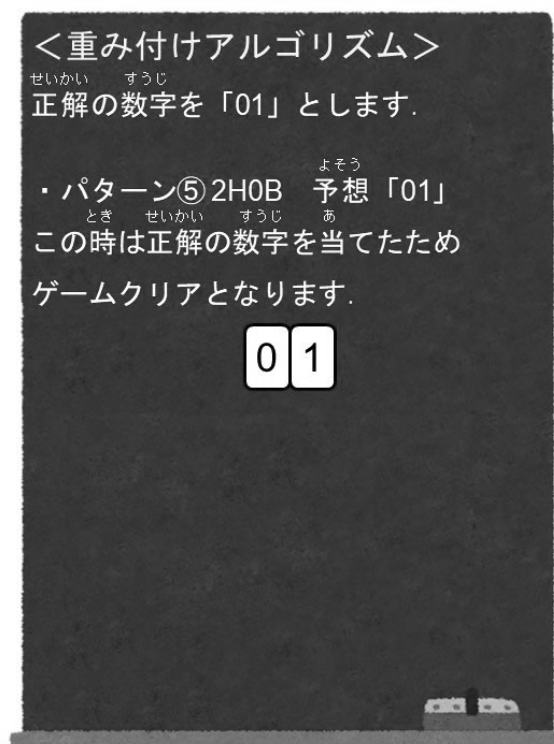 ＜重み付けアルゴリズム＞
せいかい すうじ
正解の数字を「01」とします.
よそう
・パターン⑤ 2H0B 予想「01」
とき せいかい すうじ あ
この時は正解の数字を当てたため
ゲームクリアとなります.
0 1